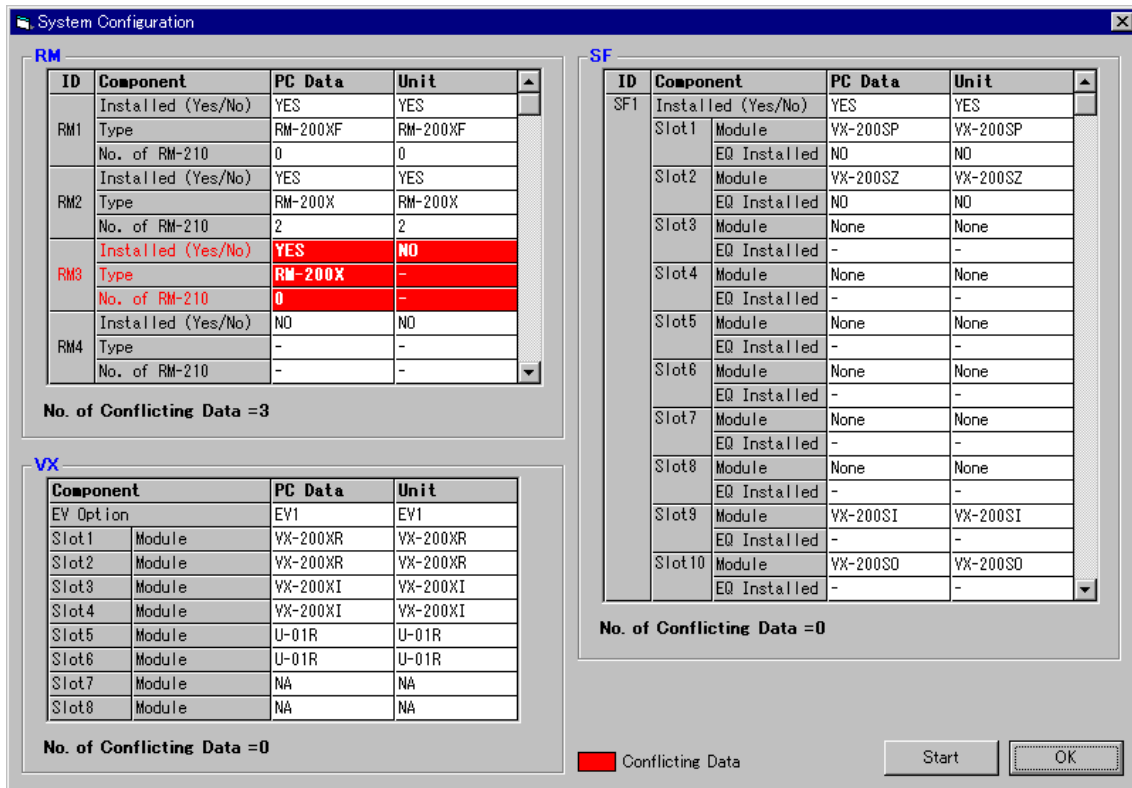 System Configuration
RM
ID Component PC Data Unit
RM1 Installed (Yes/No) YES YES
Type RM-200XF RM-200XF
No. of RM-210 0 0
RM2 Installed (Yes/No) YES YES
Type RM-200X RM-200X
No. of RM-210 2 2
RM3 Installed (Yes/No) YES NO
Type RM-200X -
No. of RM-210 0 -
RM4 Installed (Yes/No) NO NO
Type - -
No. of RM-210 - -
No. of Conflicting Data =3
VX
Component PC Data Unit
EV Option EV1 EV1
Slot1 Module VX-200XR VX-200XR
Slot2 Module VX-200XR VX-200XR
Slot3 Module VX-200XI VX-200XI
Slot4 Module VX-200XI VX-200XI
Slot5 Module U-01R U-01R
Slot6 Module U-01R U-01R
Slot7 Module NA NA
Slot8 Module NA NA
No. of Conflicting Data =0
SF
ID Component PC Data Unit
SF1 Installed (Yes/No) YES YES
Slot1 Module VX-200SP VX-200SP
EQ Installed NO NO
Slot2 Module VX-200SZ VX-200SZ
EQ Installed NO NO
Slot3 Module None None
EQ Installed - -
Slot4 Module None None
EQ Installed - -
Slot5 Module None None
EQ Installed - -
Slot6 Module None None
EQ Installed - -
Slot7 Module None None
EQ Installed - -
Slot8 Module None None
EQ Installed - -
Slot9 Module VX-200SI VX-200SI
EQ Installed - -
Slot10 Module VX-200SO VX-200SO
EQ Installed - -
No. of Conflicting Data =0
Conflicting Data
Start OK